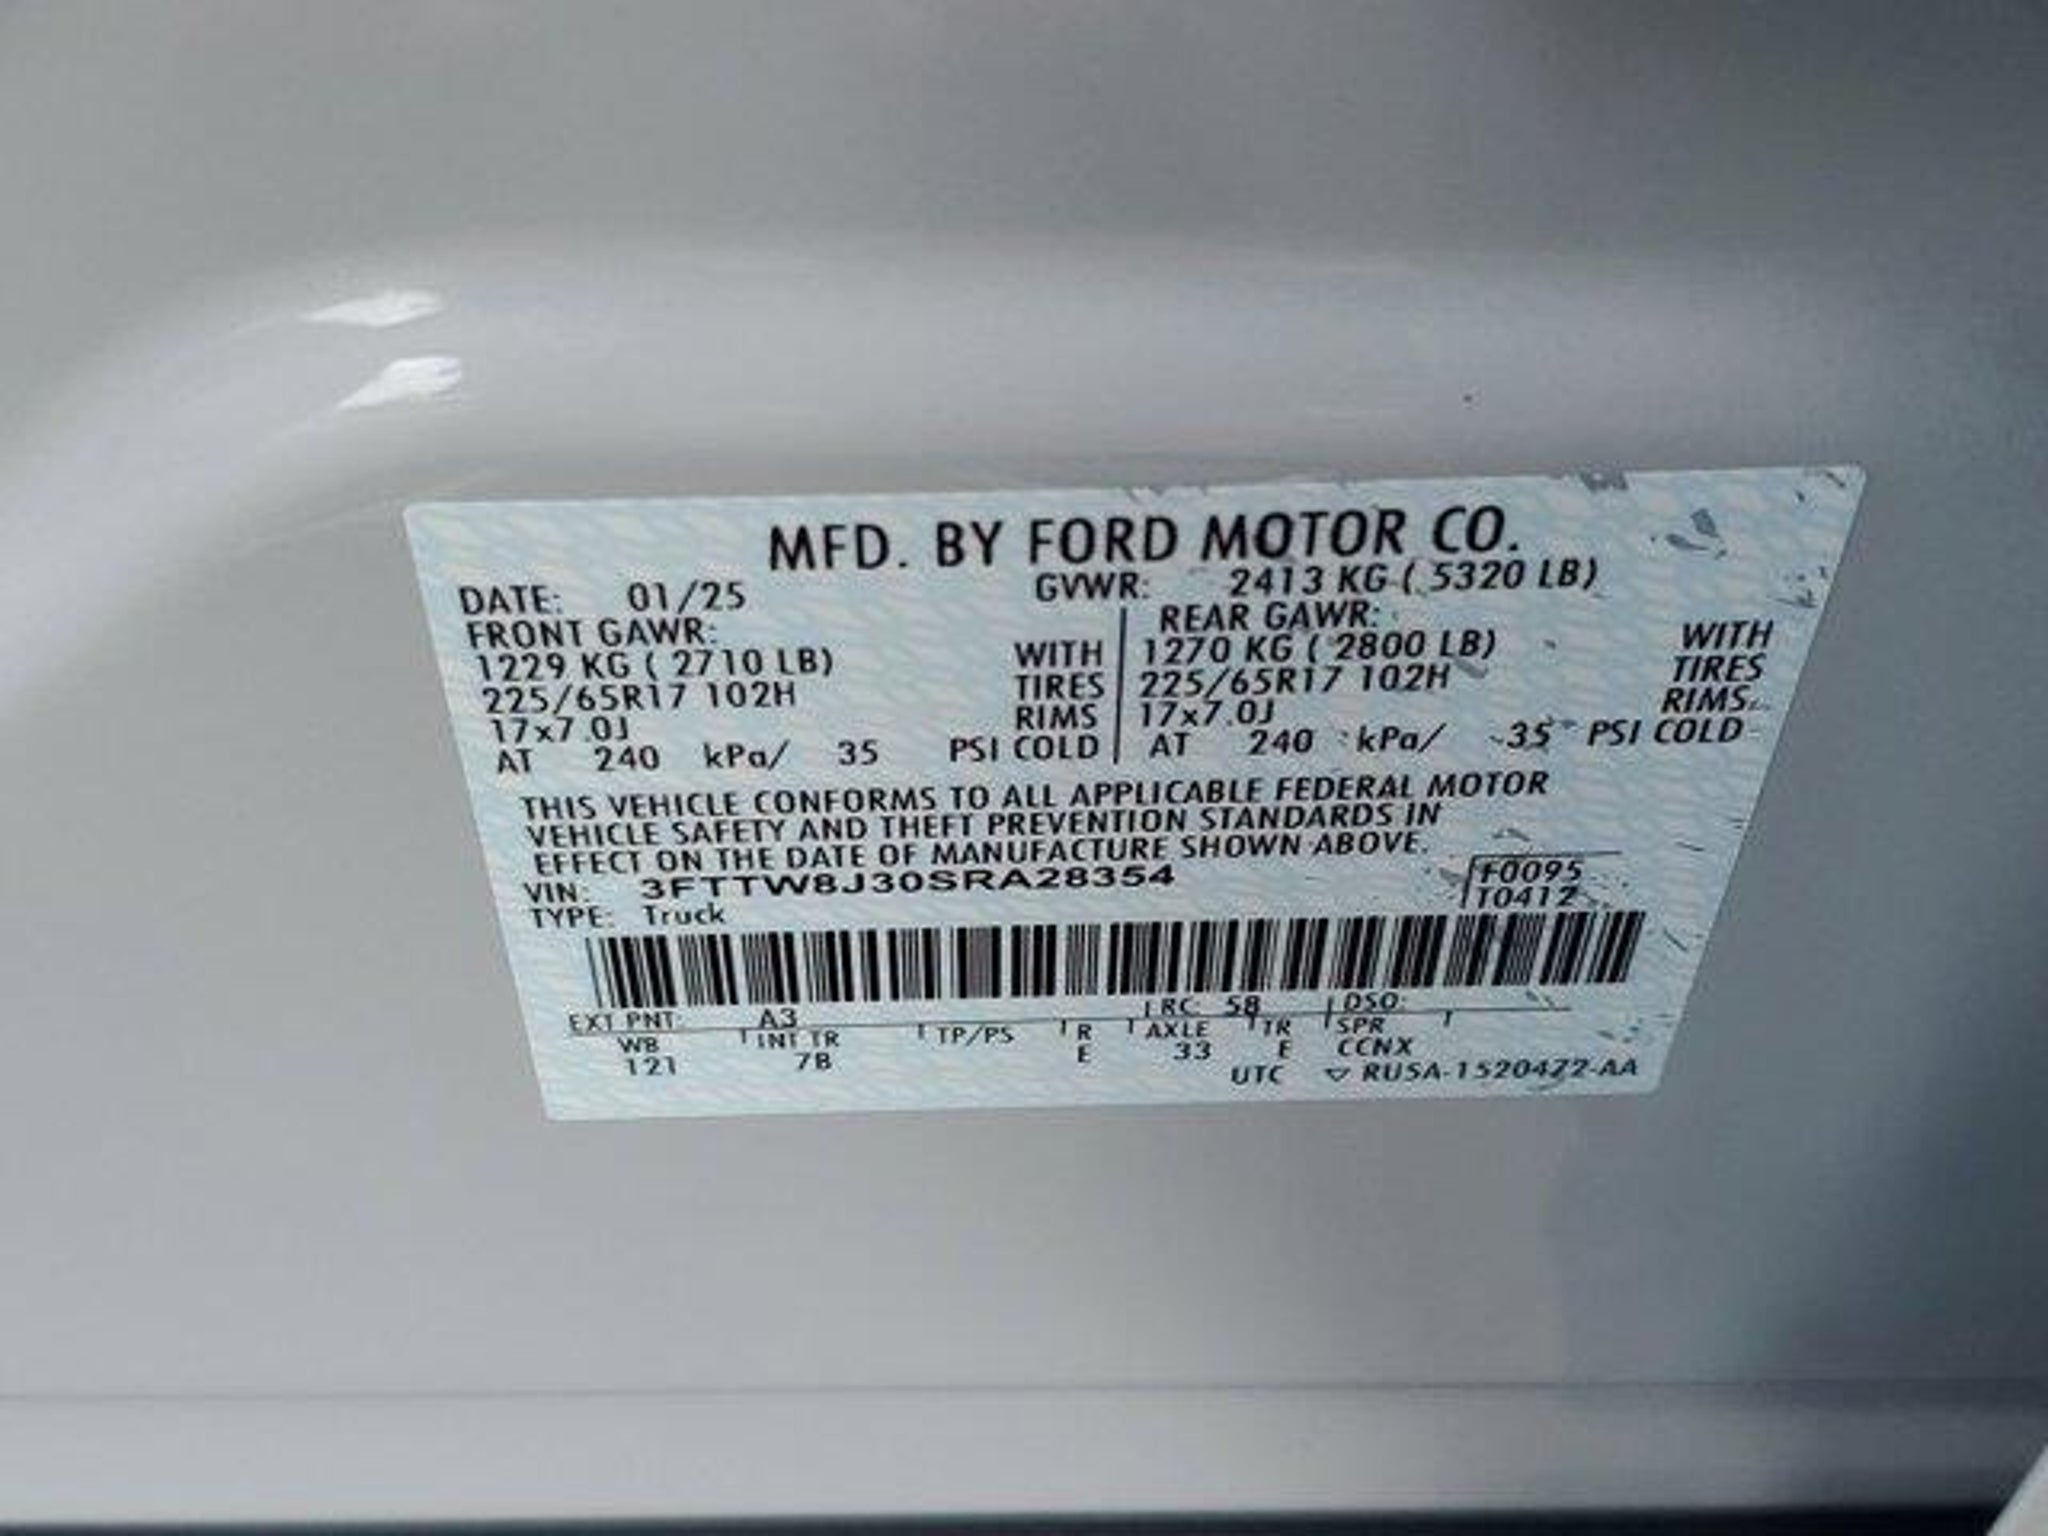 MFD. BY FORD MOTOR CO.
DATE: 01/25 GVWR: 2413 KG ( 5320 LB)
FRONT GAWR: REAR GAWR:
1229 KG ( 2710 LB) WITH 1270 KG ( 2800 LB) WITH
225/65R17 102H TIRES 225/65R17 102H TIRES
17x7.0J RIMS 17x7.0J RIMS
AT 240 kPa/ 35 PSI COLD AT 240 kPa/ 35 PSI COLD
THIS VEHICLE CONFORMS TO ALL APPLICABLE FEDERAL MOTOR
VEHICLE SAFETY AND THEFT PREVENTION STANDARDS IN
EFFECT ON THE DATE OF MANUFACTURE SHOWN ABOVE.
VIN: 3FTTW8J30SRA28354 F0095
TYPE: Truck T0412
EXT PNT: A3 RC: 58 DSO:
WB INT TR TP/PS R AXLE TR SPR
121 7B E 33 E CCNX
UTC ▽ RU5A-1520472-AA